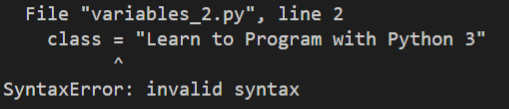 File "variables_2.py", line 2
class = "Learn to Program with Python 3"
^
SyntaxError: invalid syntax